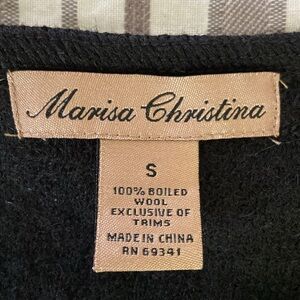 Marisa Christina
S
100% BOILED
WOOL
EXCLUSIVE OF
TRIMS
MADE IN CHINA
RN 69341